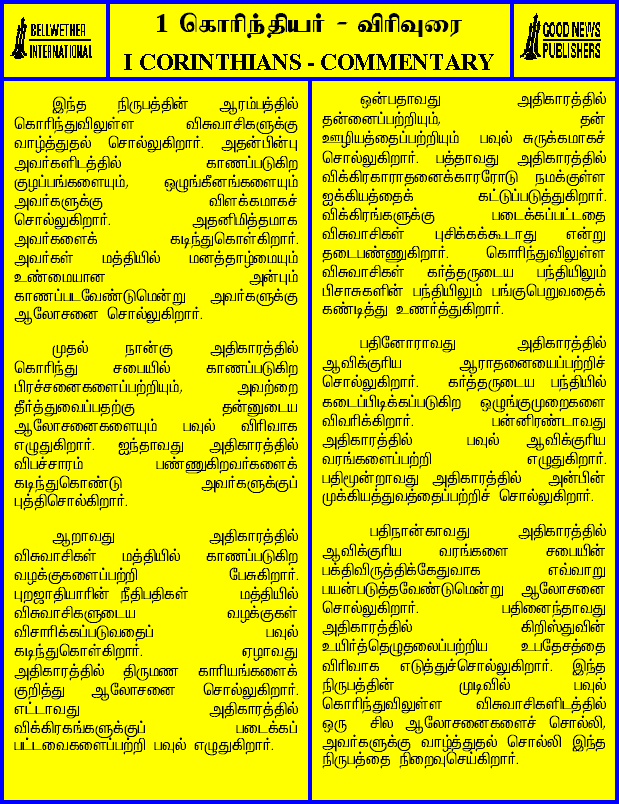 BELLWETHER
INTERNATIONAL
1 கொரிந்தியர் - விரிவுரை
I CORINTHIANS - COMMENTARY
GOOD NEWS
PUBLISHERS
இந்த நிருபத்தின் ஆரம்பத்தில்
கொரிந்துவிலுள்ள விசுவாசிகளுக்கு
வாழ்த்துதல் சொல்லுகிறார். அதன்பின்பு
அவர்களிடத்தில் காணப்படுகிற
குழப்பங்களையும், ஒழுங்கீனங்களையும்
அவர்களுக்கு விளக்கமாகச்
சொல்லுகிறார். அதனிமித்தமாக
அவர்களைக் கடிந்துகொள்கிறார்.
அவர்கள் மத்தியில் மனத்தாழ்மையும்
உண்மையான அன்பும்
காணப்படவேண்டுமென்று அவர்களுக்கு
ஆலோசனை சொல்லுகிறார்.
முதல் நான்கு அதிகாரத்தில்
கொரிந்து சபையில் காணப்படுகிற
பிரச்சனைகளைப்பற்றியும், அவற்றை
தீர்த்துவைப்பதற்கு தன்னுடைய
ஆலோசனைகளையும் பவுல் விரிவாக
எழுதுகிறார். ஐந்தாவது அதிகாரத்தில்
விபச்சாரம் பண்ணுகிறவர்களைக்
கடிந்துகொண்டு அவர்களுக்குப்
புத்திசொல்கிறார்.
ஆறாவது அதிகாரத்தில்
விசுவாசிகள் மத்தியில் காணப்படுகிற
வழக்குகளைப்பற்றி பேசுகிறார்.
புறஜாதியாரின் நீதிபதிகள் மத்தியில்
விசுவாசிகளுடைய வழக்குகள்
விசாரிக்கப்படுவதைப் பவுல்
கடிந்துகொள்கிறார். ஏழாவது
அதிகாரத்தில் திருமண காரியங்களைக்
குறித்து ஆலோசனை சொல்லுகிறார்.
எட்டாவது அதிகாரத்தில்
விக்கிரகங்களுக்குப் படைக்கப்
பட்டவைகளைப்பற்றி பவுல் எழுதுகிறார்.
ஒன்பதாவது அதிகாரத்தில்
தன்னைப்பற்றியும், தன்
ஊழியத்தைப்பற்றியும் பவுல் சுருக்கமாகச்
சொல்லுகிறார். பத்தாவது அதிகாரத்தில்
விக்கிரகாராதனைக்காரரோடு நமக்குள்ள
ஐக்கியத்தைக் கட்டுப்படுத்துகிறார்.
விக்கிரங்களுக்கு படைக்கப்பட்டதை
விசுவாசிகள் புசிக்கக்கூடாது என்று
தடைபண்ணுகிறார். கொரிந்துவிலுள்ள
விசுவாசிகள் கர்த்தருடைய பந்தியிலும்
பிசாசுகளின் பந்தியிலும் பங்குபெறுவதைக்
கண்டித்து உணர்த்துகிறார்.
பதினோராவது அதிகாரத்தில்
ஆவிக்குரிய ஆராதனையைப்பற்றிச்
சொல்லுகிறார். கர்த்தருடைய பந்தியில்
கடைப்பிடிக்கப்படுகிற ஒழுங்குமுறைகளை
விவரிக்கிறார். பன்னிரண்டாவது
அதிகாரத்தில் பவுல் ஆவிக்குரிய
வரங்களைப்பற்றி எழுதுகிறார்.
பதிமூன்றாவது அதிகாரத்தில் அன்பின்
முக்கியத்துவத்தைப்பற்றிச் சொல்லுகிறார்.
பதிநான்காவது அதிகாரத்தில்
ஆவிக்குரிய வரங்களை சபையின்
பக்திவிருத்திக்கேதுவாக எவ்வாறு
பயன்படுத்தவேண்டுமென்று ஆலோசனை
சொல்லுகிறார். பதினைந்தாவது
அதிகாரத்தில் கிறிஸ்துவின்
உயிர்த்தெழுதலைப்பற்றிய உபதேசத்தை
விரிவாக எடுத்துச்சொல்லுகிறார். இந்த
நிருபத்தின் முடிவில் பவுல்
கொரிந்துவிலுள்ள விசுவாசிகளிடத்தில்
ஒரு சில ஆலோசனைகளைச் சொல்லி,
அவர்களுக்கு வாழ்த்துதல் சொல்லி இந்த
நிருபத்தை நிறைவுசெய்கிறார்.